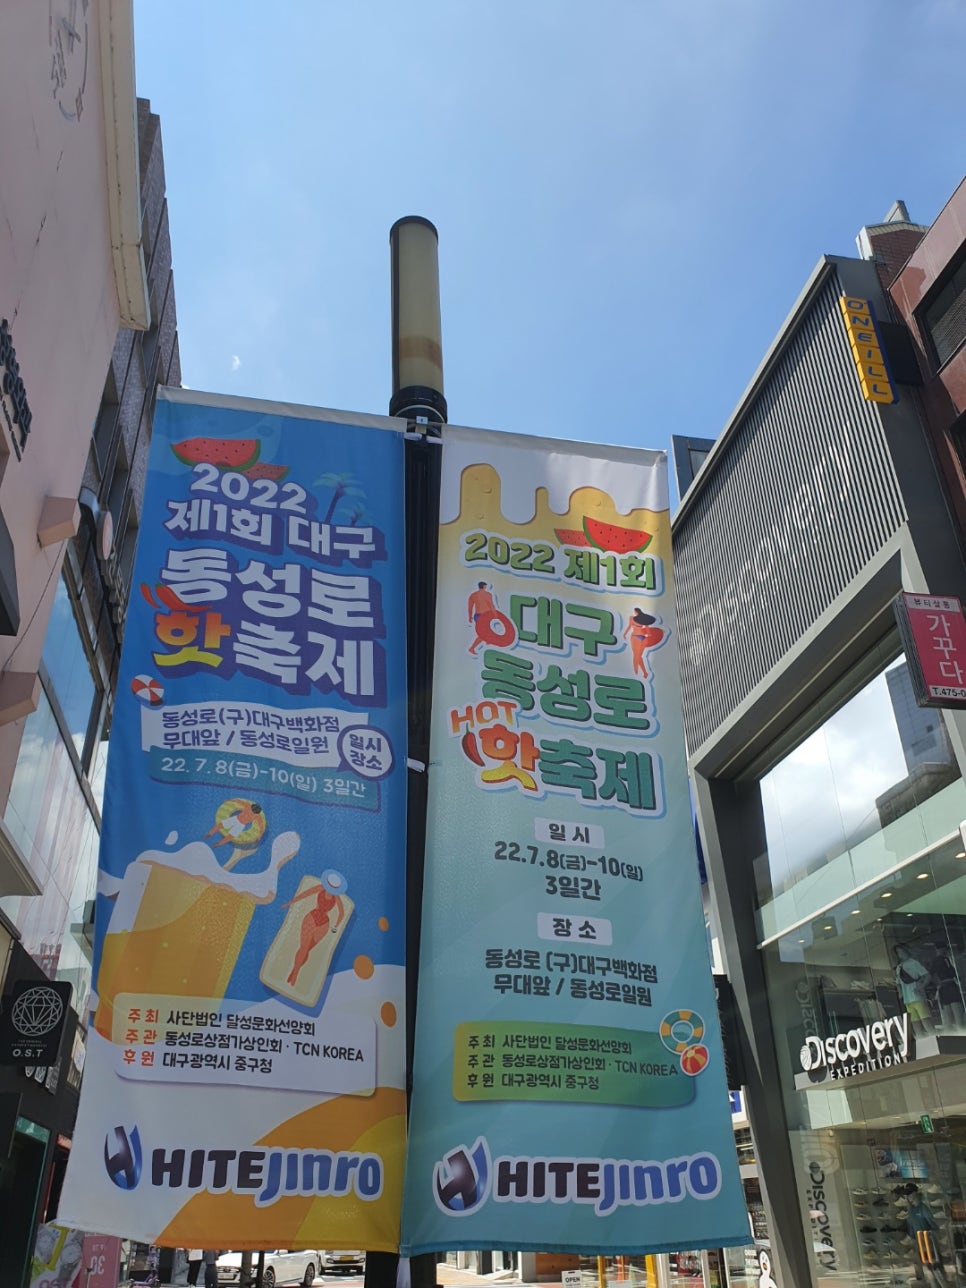 2022
제1회 대구
동성로
핫축제
동성로(구)대구백화점
무대앞 / 동성로일원
일시
장소
22. 7. 8(금)-10(일) 3일간
주최 사단법인 달성문화선양회
주관 동성로상점가상인회 · TCN KOREA
후원 대구광역시 중구청
HITEJINRO
2022 제1회
대구
동성로
HOT
핫축제
일시
22.7.8(금)-10(일)
3일간
장소
동성로 (구)대구백화점
무대앞 / 동성로일원
주최 사단법인 달성문화선양회
주관 동성로상점가상인회 · TCN KOREA
후원 대구광역시 중구청
HITEJINRO
O'NEILL
뷰티살롱
가꾸다
T.475-0
Discovery
EXPEDITION
DISCOVERY
O.S.T
OPEN